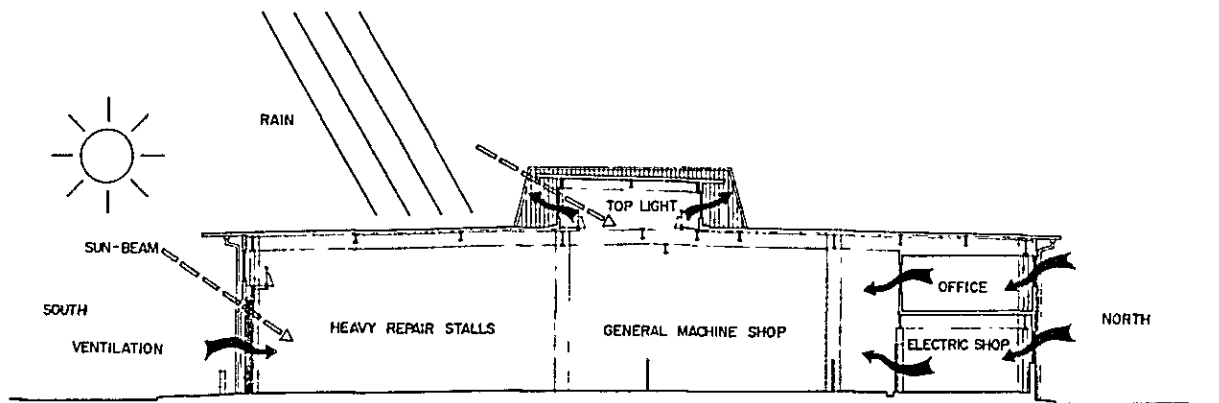 RAIN
TOP LIGHT
SUN-BEAM
OFFICE
SOUTH
NORTH
HEAVY REPAIR STALLS
GENERAL MACHINE SHOP
VENTILATION
ELECTRIC SHOP